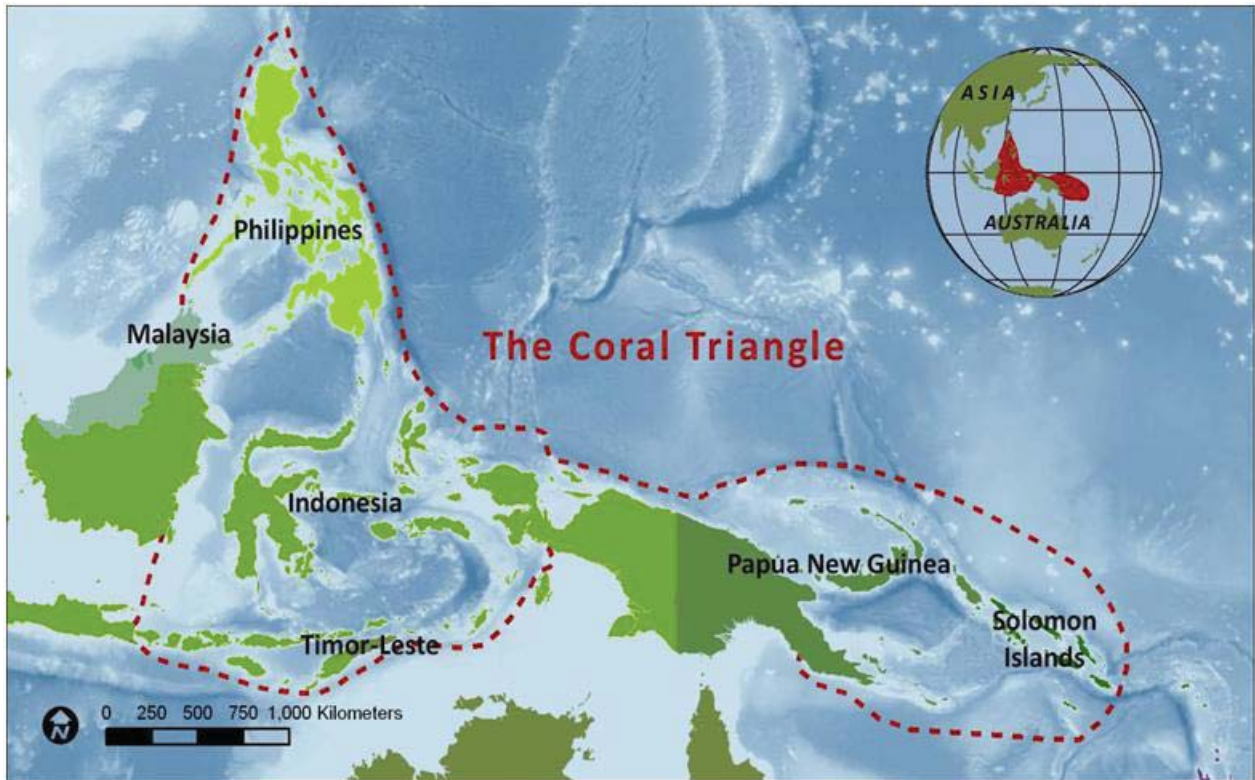 ASIA
AUSTRALIA
Philippines
Malaysia
The Coral Triangle
Indonesia
Papua New Guinea
Solomon
Islands
Timor-Leste
0 250 500 750 1,000 Kilometers
N